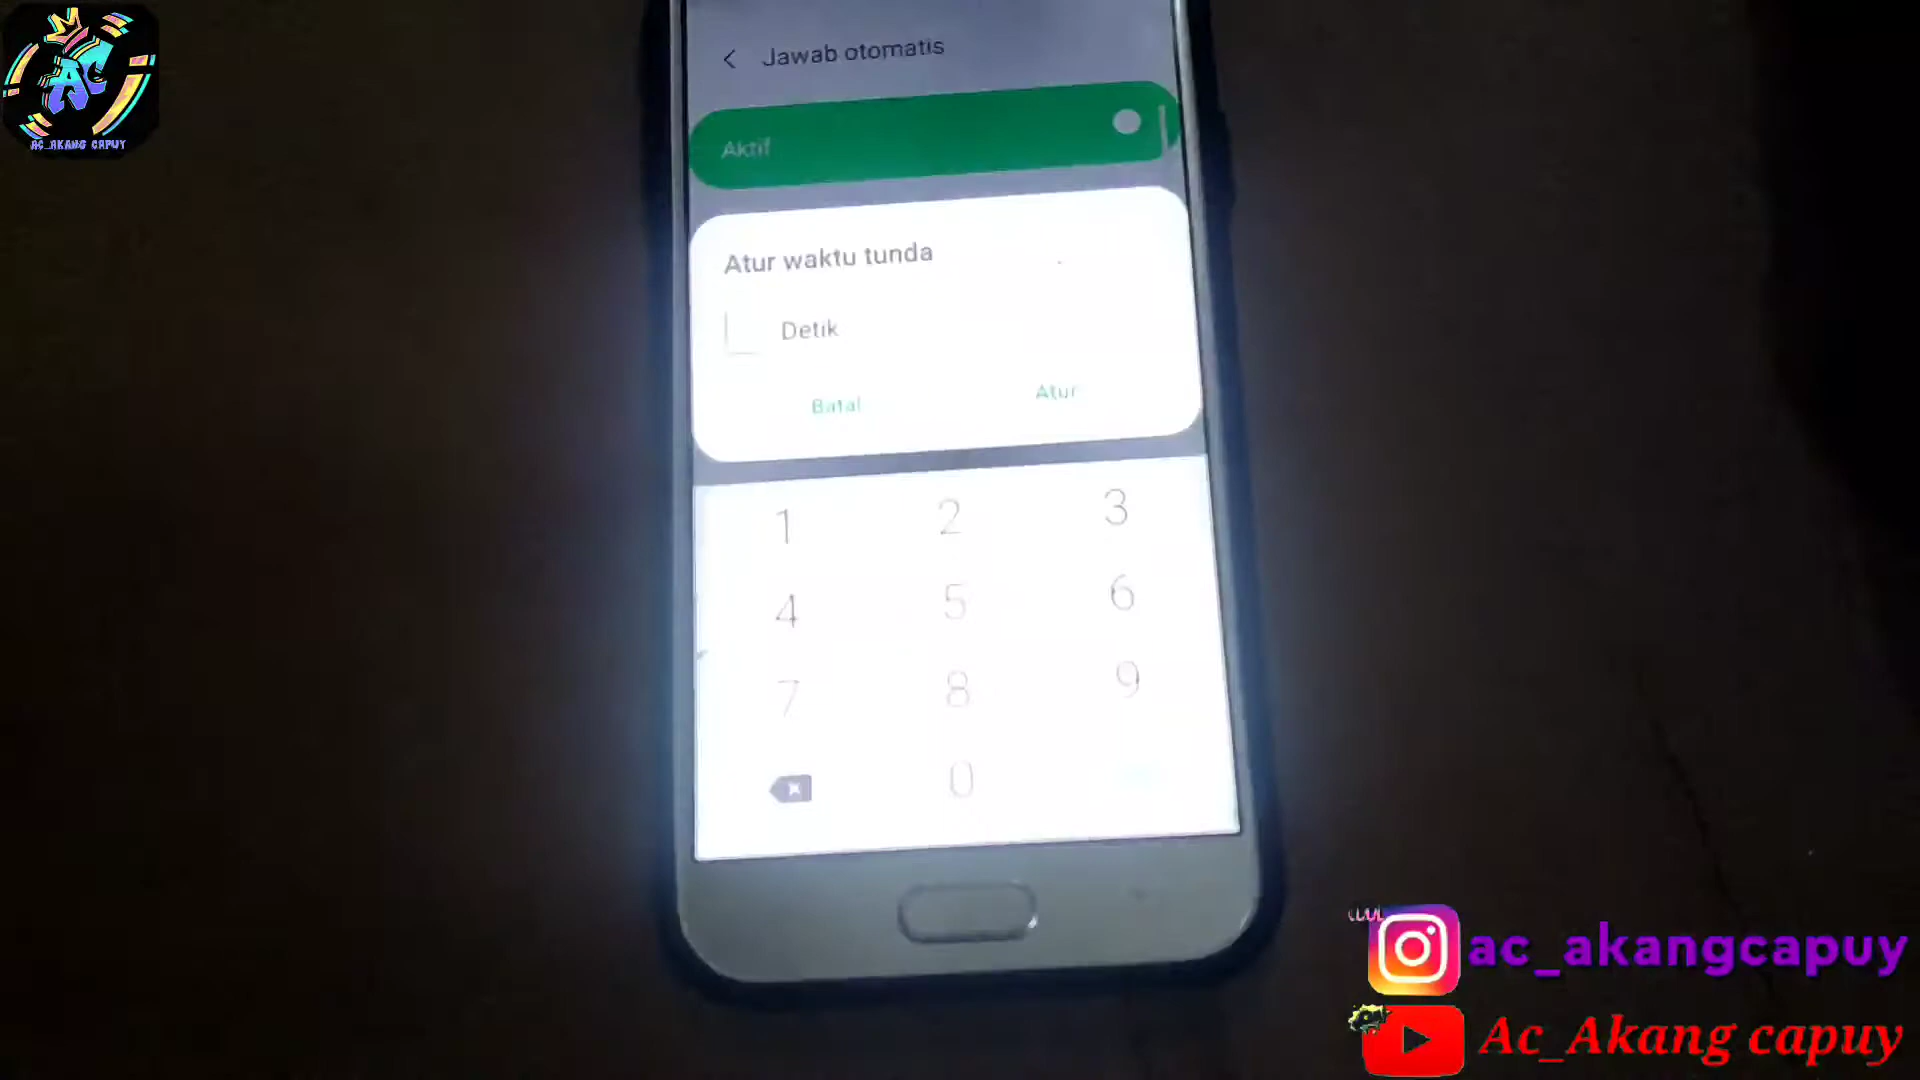 AC
AC_AKANG CAPUY
Jawab otomatis
Aktif
Atur waktu tunda
Detik
Batal Atur
1 2 3
4 5 6
7 8 9
0
ac_akangcapuy
Ac_Akang capuy